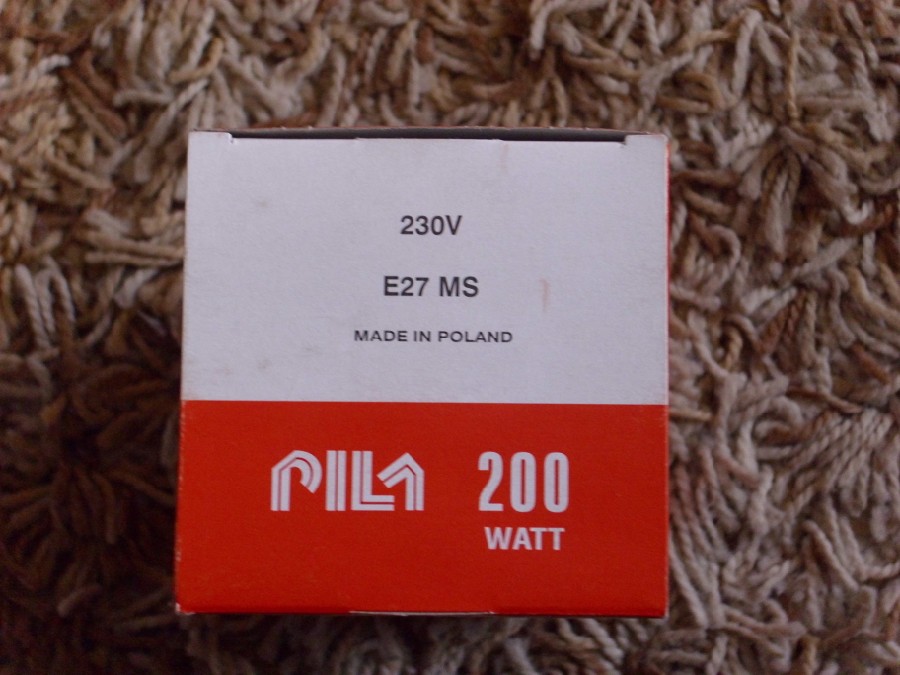 230V
E27 MS
MADE IN POLAND
PILA 200
WATT